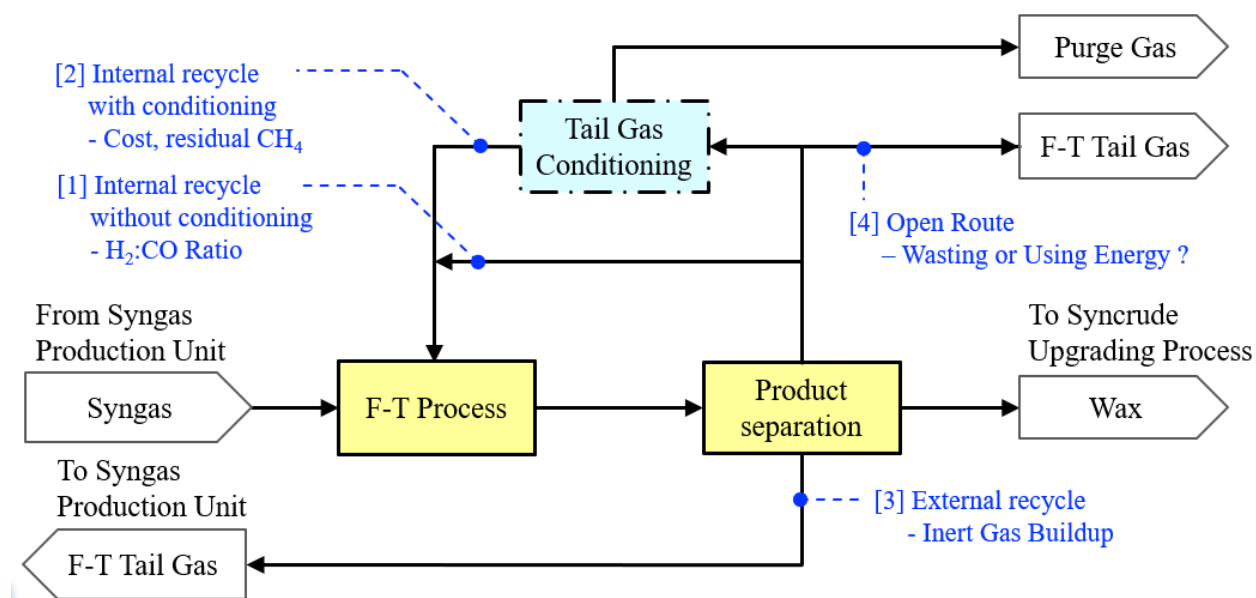 [2] Internal recycle
with conditioning
- Cost, residual CH₄
[1] Internal recycle
without conditioning
- H₂:CO Ratio
Tail Gas
Conditioning
Purge Gas
F-T Tail Gas
[4] Open Route
– Wasting or Using Energy ?
From Syngas
Production Unit
Syngas
F-T Process
Product
separation
To Syncrude
Upgrading Process
Wax
To Syngas
Production Unit
F-T Tail Gas
[3] External recycle
- Inert Gas Buildup